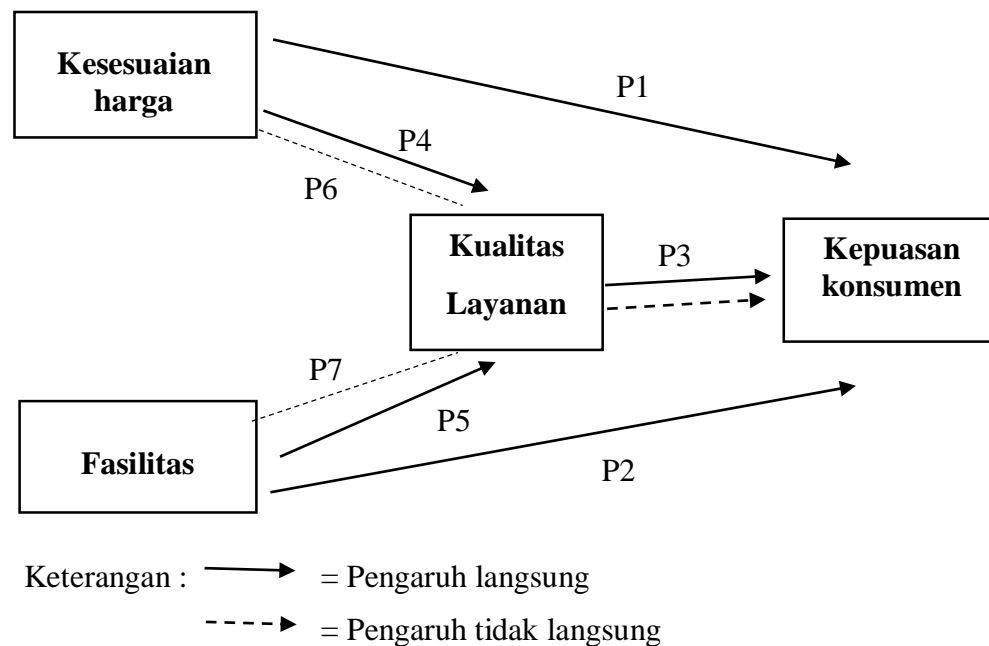 Kesesuaian
harga
P1
P4
P6
Kualitas
Layanan
P3
Kepuasan
konsumen
P7
P5
Fasilitas
P2
Keterangan :
= Pengaruh langsung
= Pengaruh tidak langsung